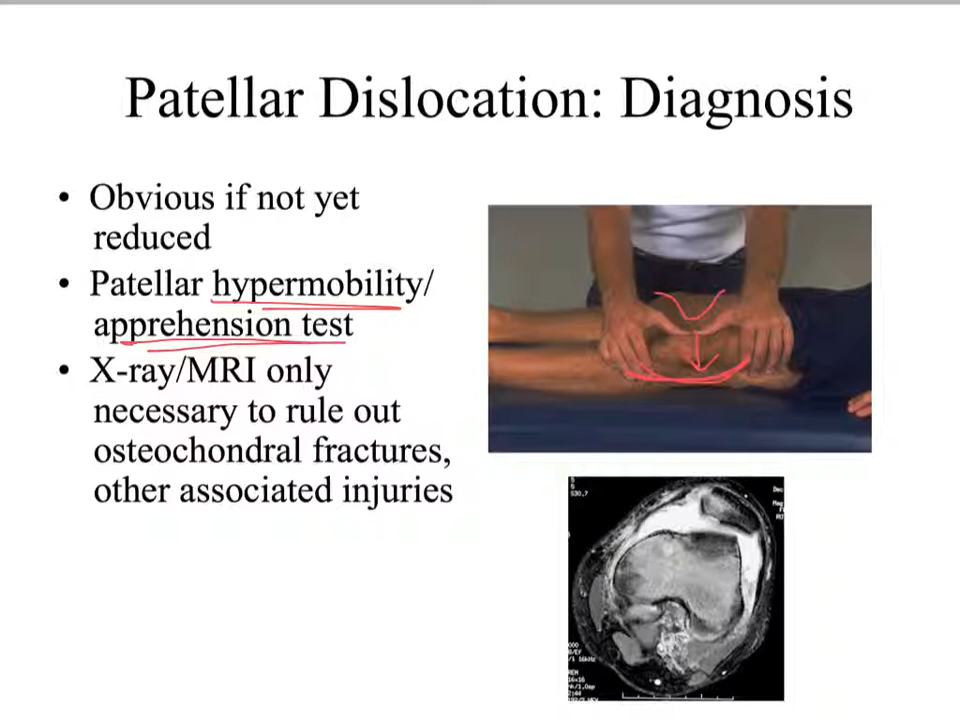 Patellar Dislocation: Diagnosis
• Obvious if not yet
reduced
• Patellar hypermobility/
apprehension test
• X-ray/MRI only
necessary to rule out
osteochondral fractures,
other associated injuries